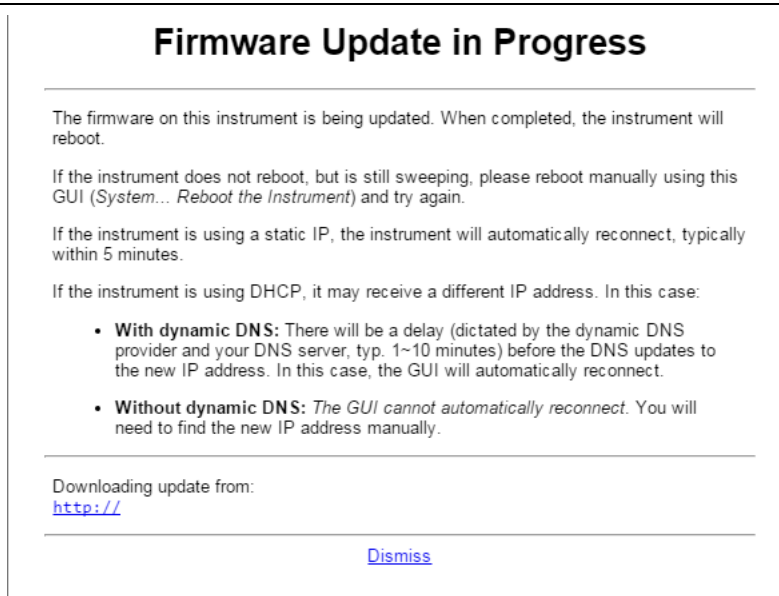 Firmware Update in Progress
The firmware on this instrument is being updated. When completed, the instrument will
reboot.
If the instrument does not reboot, but is still sweeping, please reboot manually using this
GUI (System... Reboot the Instrument) and try again.
If the instrument is using a static IP, the instrument will automatically reconnect, typically
within 5 minutes.
If the instrument is using DHCP, it may receive a different IP address. In this case:
• With dynamic DNS: There will be a delay (dictated by the dynamic DNS
provider and your DNS server, typ. 1~10 minutes) before the DNS updates to
the new IP address. In this case, the GUI will automatically reconnect.
• Without dynamic DNS: The GUI cannot automatically reconnect. You will
need to find the new IP address manually.
Downloading update from:
http://
Dismiss